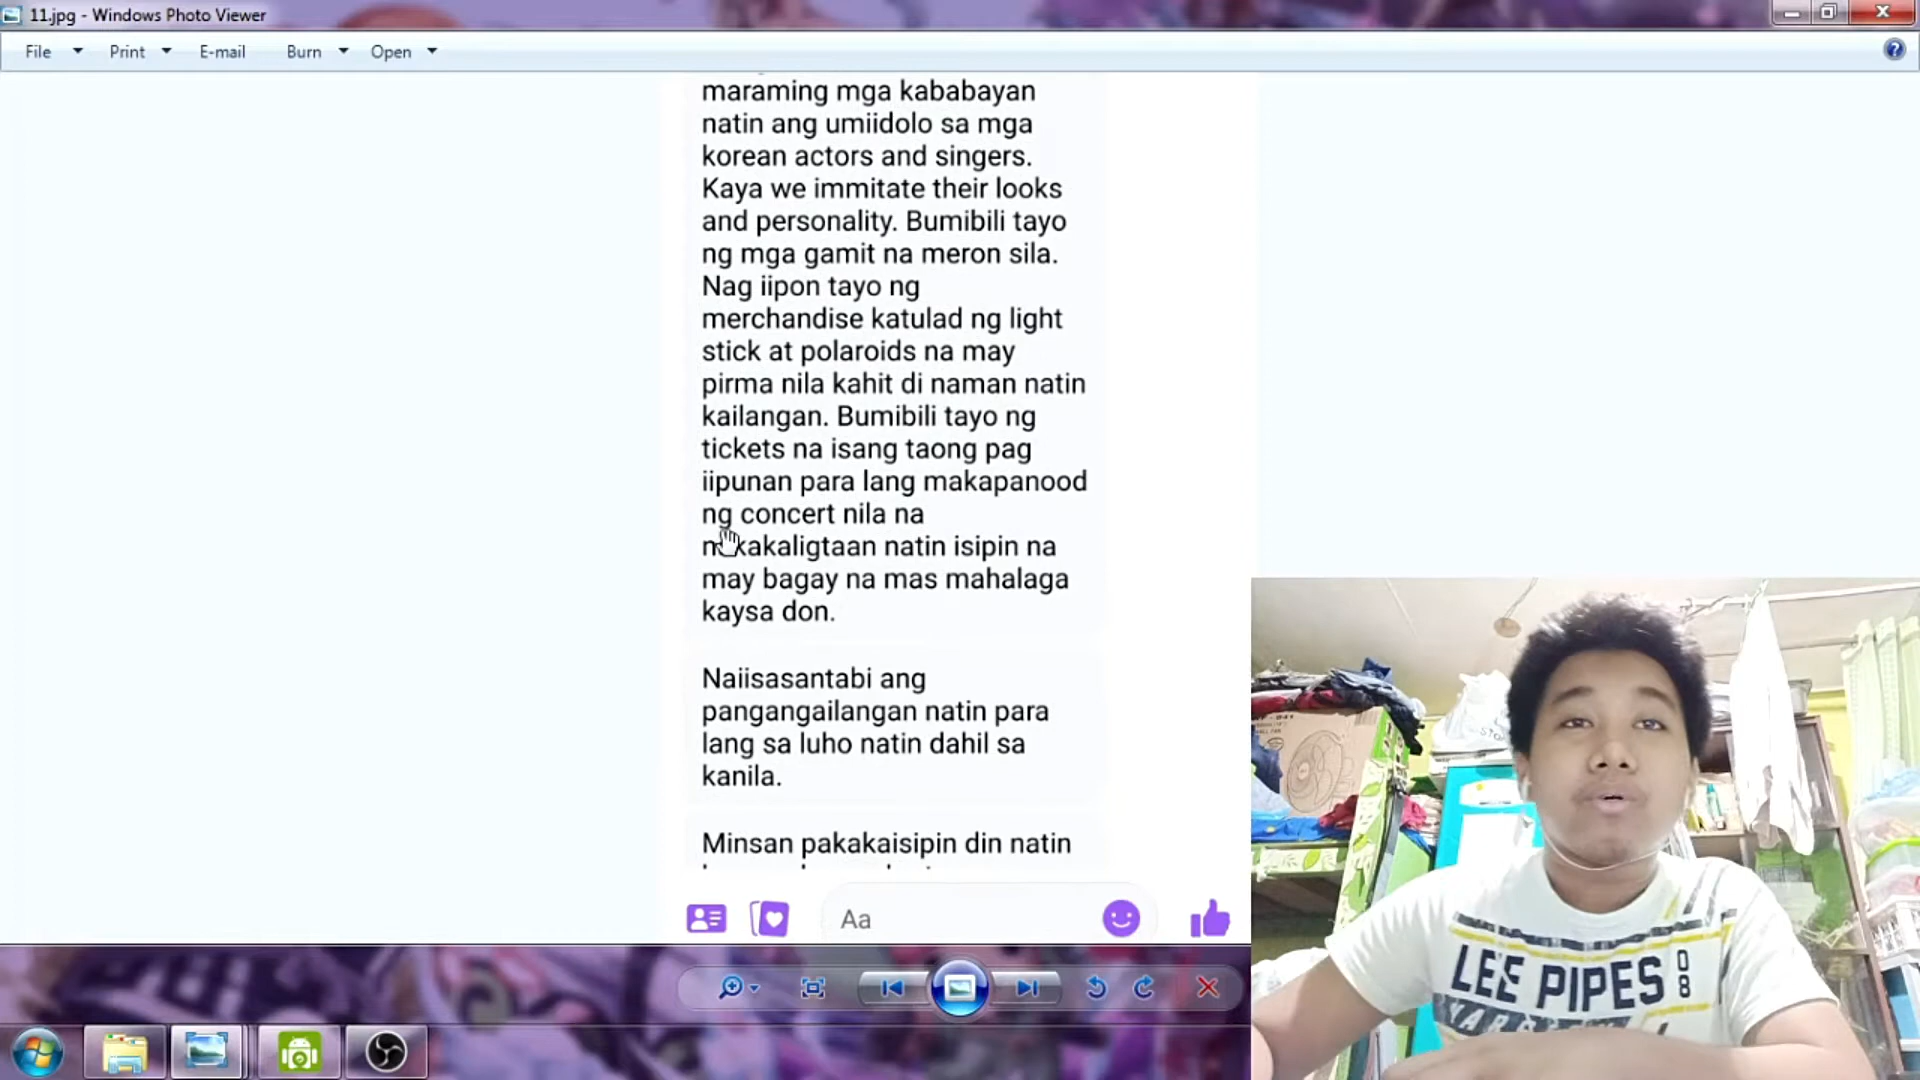 11.jpg - Windows Photo Viewer
File Print E-mail Burn Open
maraming mga kababayan
natin ang umiidolo sa mga
korean actors and singers.
Kaya we immitate their looks
and personality. Bumibili tayo
ng mga gamit na meron sila.
Nag iipon tayo ng
merchandise katulad ng light
stick at polaroids na may
pirma nila kahit di naman natin
kailangan. Bumibili tayo ng
tickets na isang taong pag
iipunan para lang makapanood
ng concert nila na
nakakaligtaan natin isipin na
may bagay na mas mahalaga
kaysa don.
Naiisasantabi ang
pangangailangan natin para
lang sa luho natin dahil sa
kanila.
Minsan pakakaisipin din natin
Aa
LEE PIPES
08